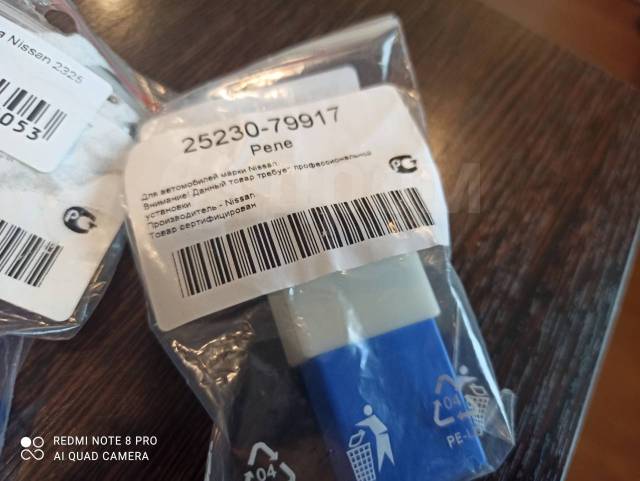 a Nissan 2325
053
25230-79917
Реле
Для автомобилей марки Nissan
Внимание! Данный товар требует профессиональной
установки
Производитель - Nissan
Товар сертифицирован
04
04
PE-L
REDMI NOTE 8 PRO
AI QUAD CAMERA